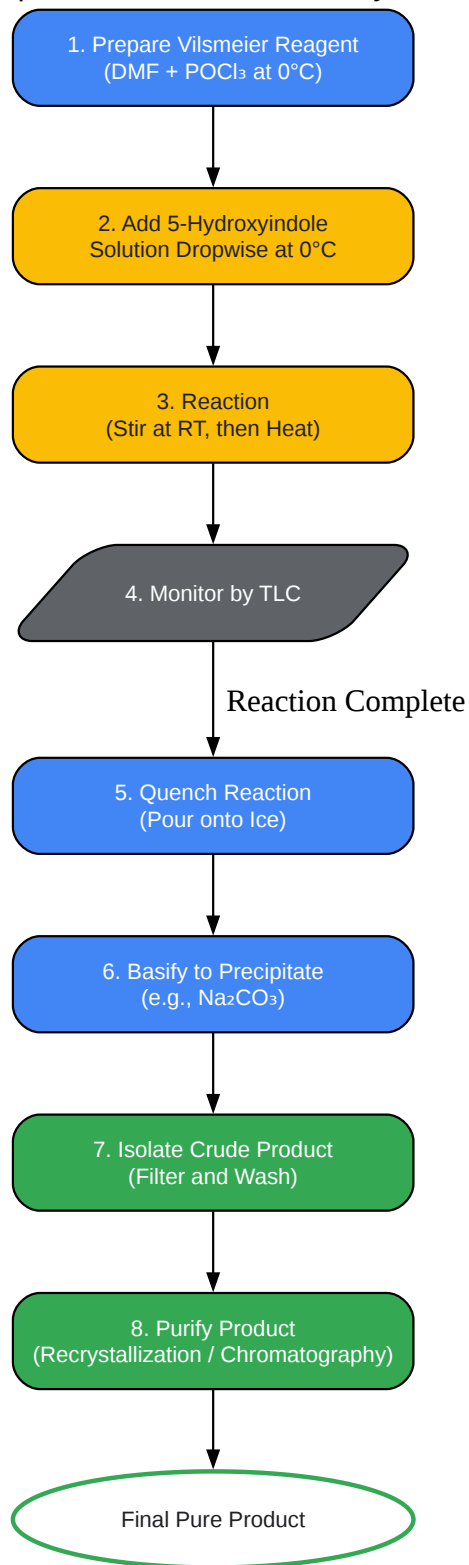 1. Prepare Vilsmeier Reagent
(DMF + POCl₃ at 0°C)
2. Add 5-Hydroxyindole
Solution Dropwise at 0°C
3. Reaction
(Stir at RT, then Heat)
4. Monitor by TLC
Reaction Complete
5. Quench Reaction
(Pour onto Ice)
6. Basify to Precipitate
(e.g., Na₂CO₃)
7. Isolate Crude Product
(Filter and Wash)
8. Purify Product
(Recrystallization / Chromatography)
Final Pure Product